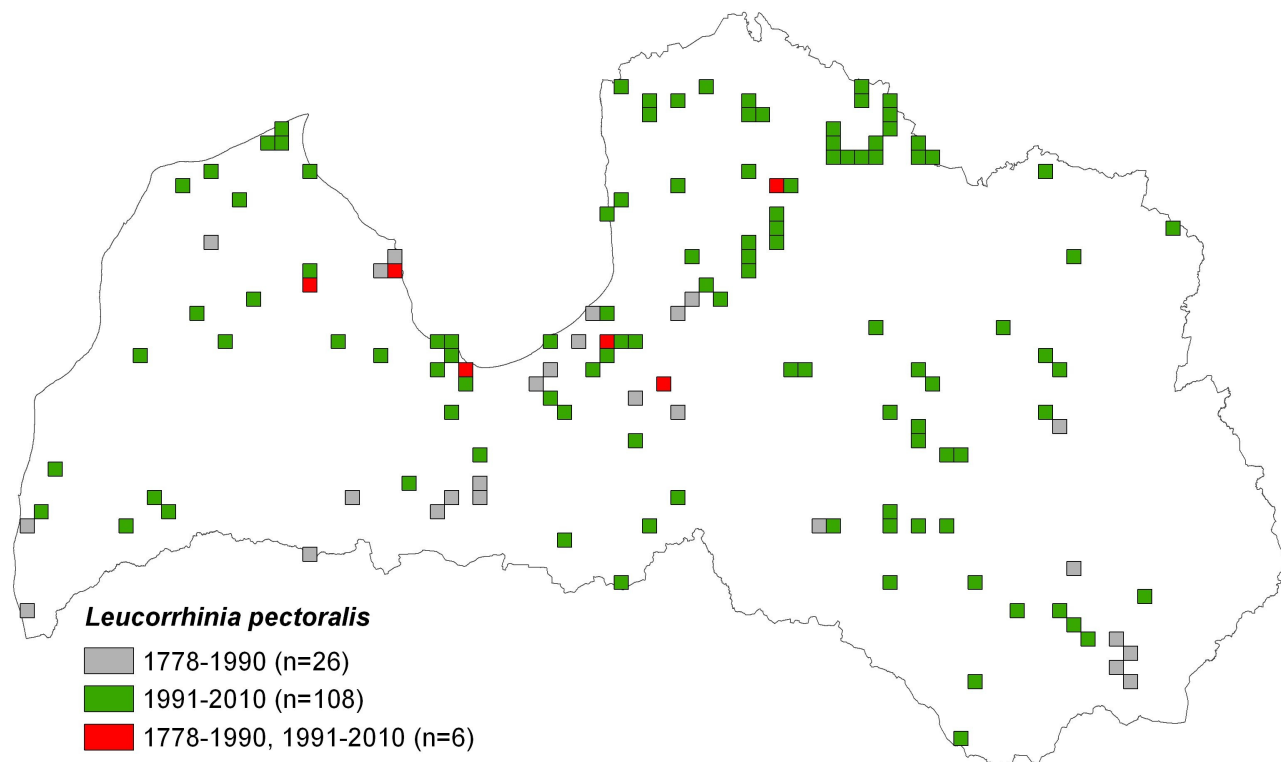 Leucorrhinia pectoralis
1778-1990 (n=26)
1991-2010 (n=108)
1778-1990, 1991-2010 (n=6)